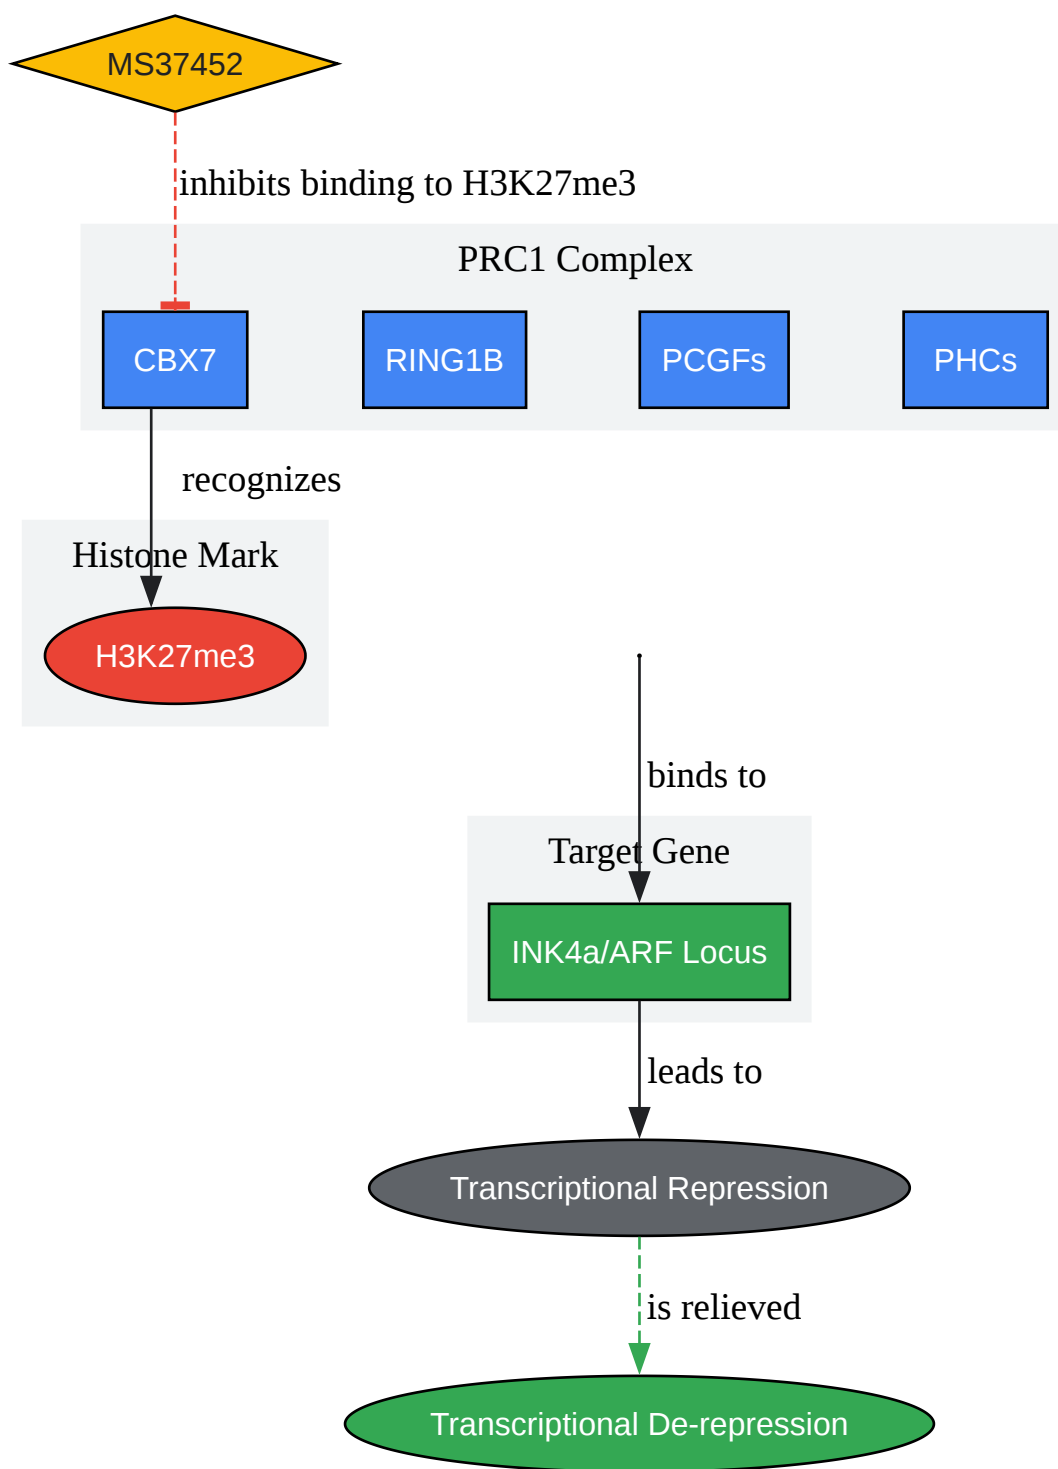 MS37452
inhibits binding to H3K27me3
PRC1 Complex
CBX7
RING1B
PCGFs
PHCs
recognizes
Histone Mark
H3K27me3
binds to
Target Gene
INK4a/ARF Locus
leads to
Transcriptional Repression
is relieved
Transcriptional De-repression